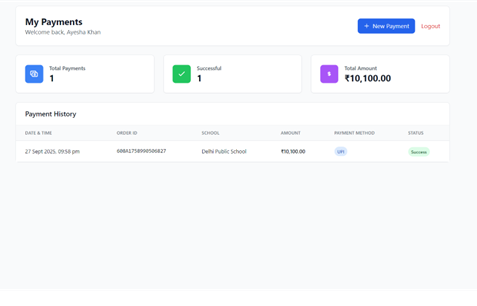 My Payments
Welcome back, Ayesha Khan
+ New Payment
Logout
Total Payments
1
Successful
1
$
Total Amount
₹10,100.00
Payment History
DATE & TIME ORDER ID SCHOOL AMOUNT PAYMENT METHOD STATUS
27 Sept 2025, 09:58 pm Delhi Public School ₹10,100.00 UPI Success